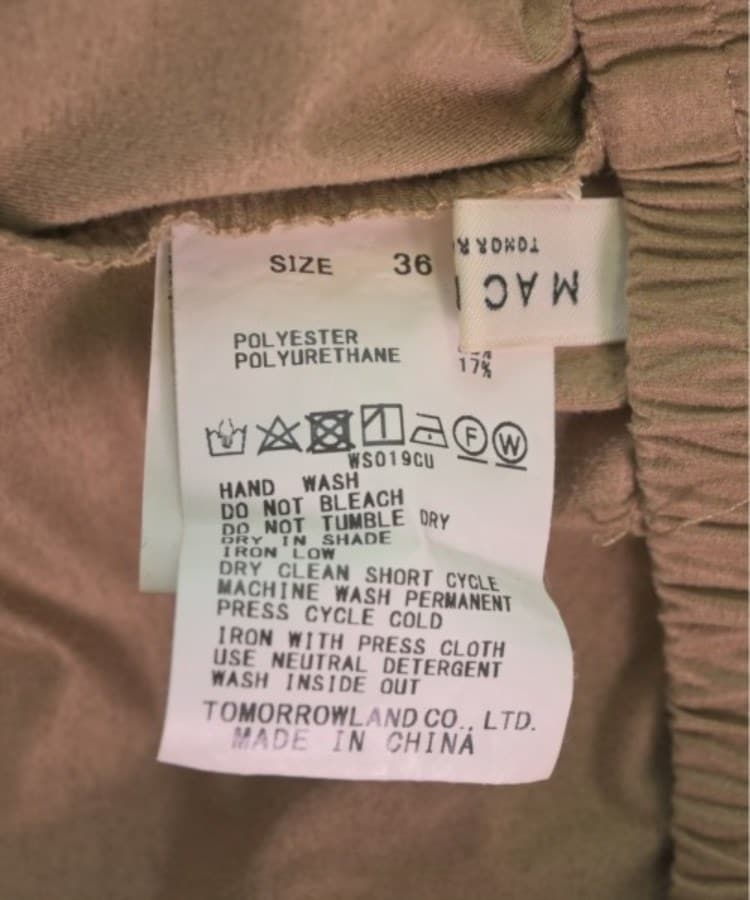 SIZE 36
TOMORR
MAC
POLYESTER
POLYURETHANE 17%
F W
WS019CU
HAND WASH
DO NOT BLEACH
DO NOT TUMBLE DRY
DRY IN SHADE
IRON LOW
DRY CLEAN SHORT CYCLE
MACHINE WASH PERMANENT
PRESS CYCLE COLD
IRON WITH PRESS CLOTH
USE NEUTRAL DETERGENT
WASH INSIDE OUT
TOMORROWLAND CO., LTD.
MADE IN CHINA